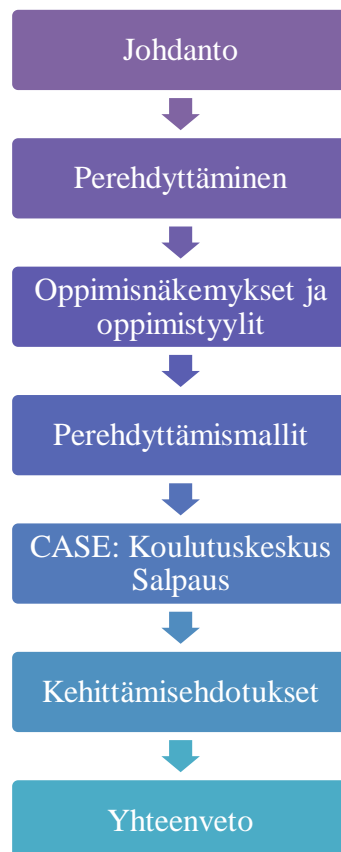 Johdanto
Perehdyttäminen
Oppimisnäkemykset ja
oppimistyylit
Perehdyttämismallit
CASE: Koulutuskeskus
Salpaus
Kehittämisehdotukset
Yhteenveto